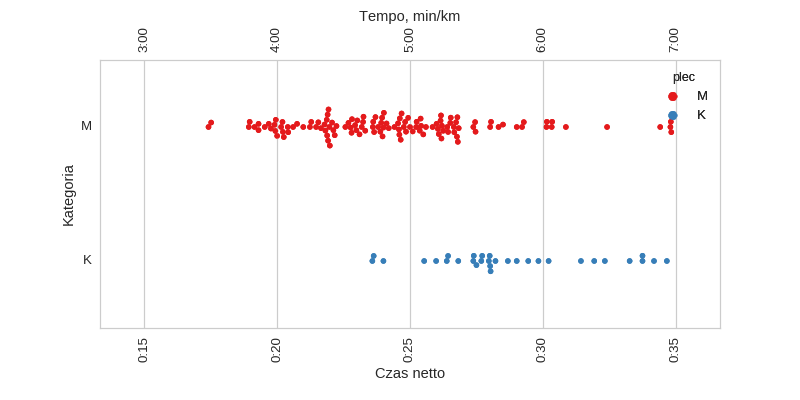 Tempo, min/km
3:00 4:00 5:00 6:00 7:00
plec
M
K
M
K
Kategoria
0:15 0:20 0:25 0:30 0:35
Czas netto